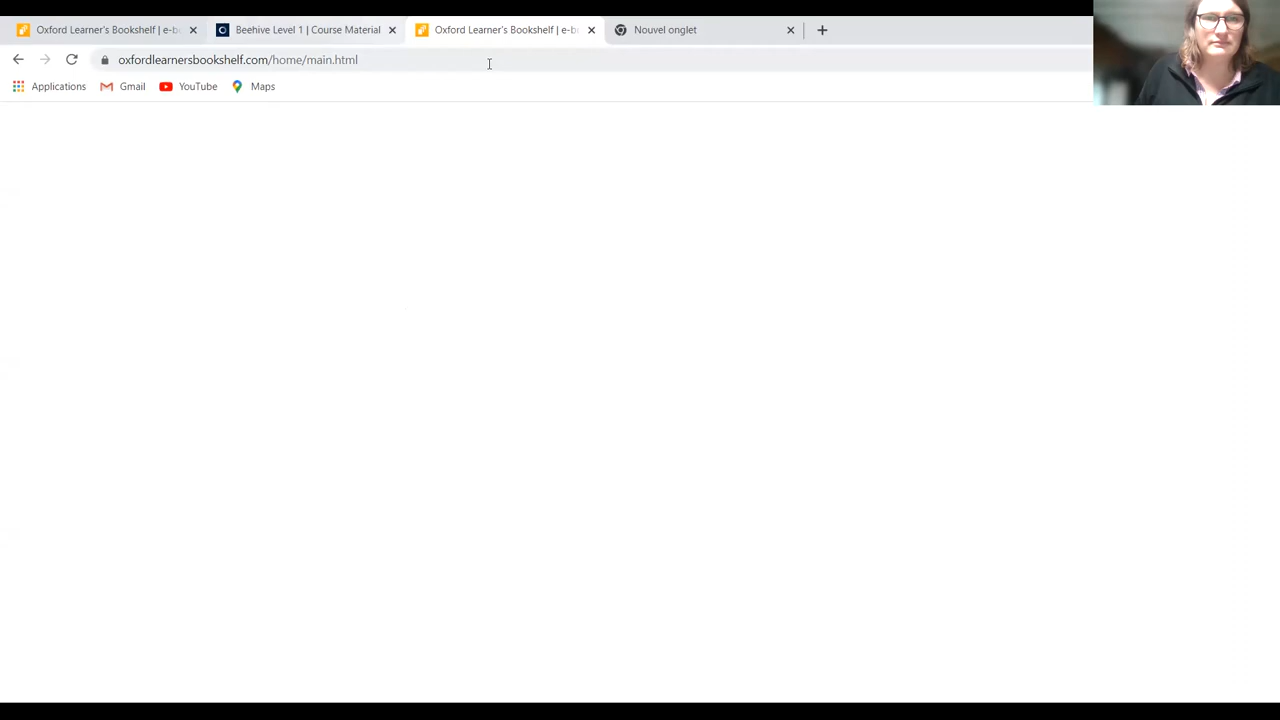 Oxford Learner's Bookshelf | e-b
Beehive Level 1 | Course Material
Oxford Learner's Bookshelf | e-b
Nouvel onglet
oxfordlearnersbookshelf.com/home/main.html
Applications
Gmail
YouTube
Maps